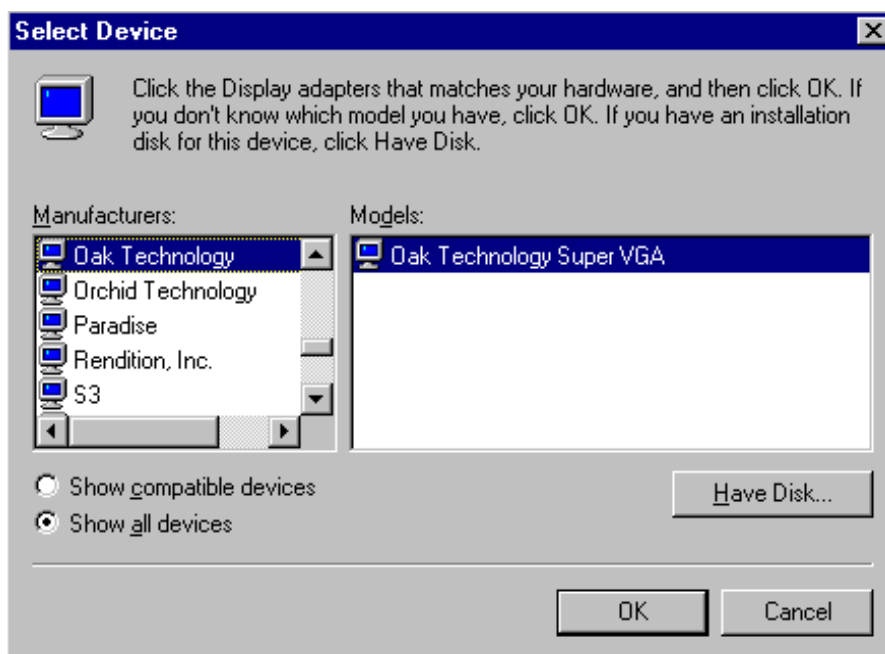 Select Device
Click the Display adapters that matches your hardware, and then click OK. If
you don't know which model you have, click OK. If you have an installation
disk for this device, click Have Disk.
Manufacturers:
Models:
Oak Technology
Orchid Technology
Paradise
Rendition, Inc.
S3
Oak Technology Super VGA
Show compatible devices
Show all devices
Have Disk...
OK
Cancel